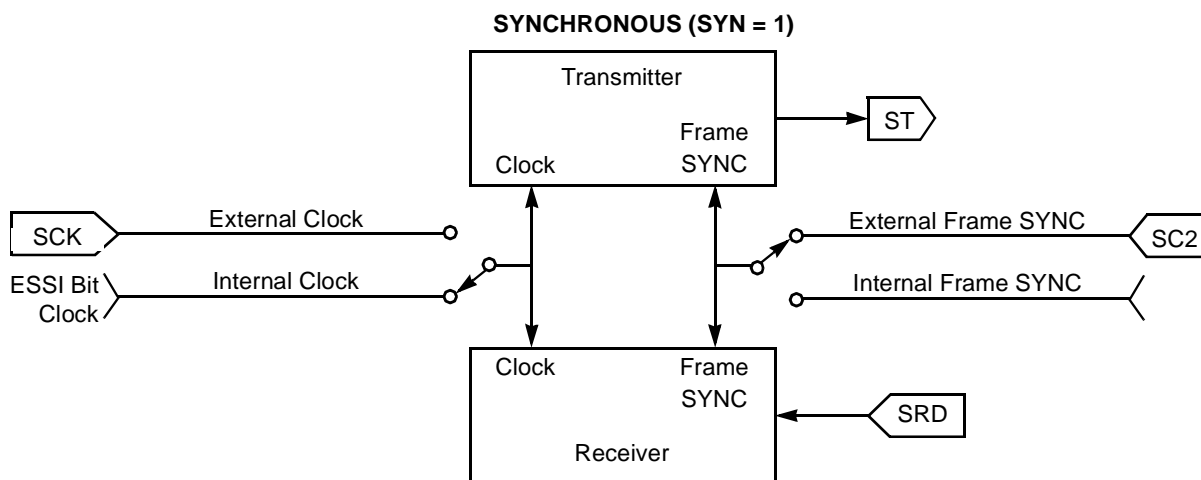 SYNCHRONOUS (SYN = 1)
Transmitter
ST
Frame
SYNC
Clock
External Clock
SCK
External Frame SYNC
SC2
ESSI Bit
Clock
Internal Clock
Internal Frame SYNC
Clock
Frame
SYNC
SRD
Receiver